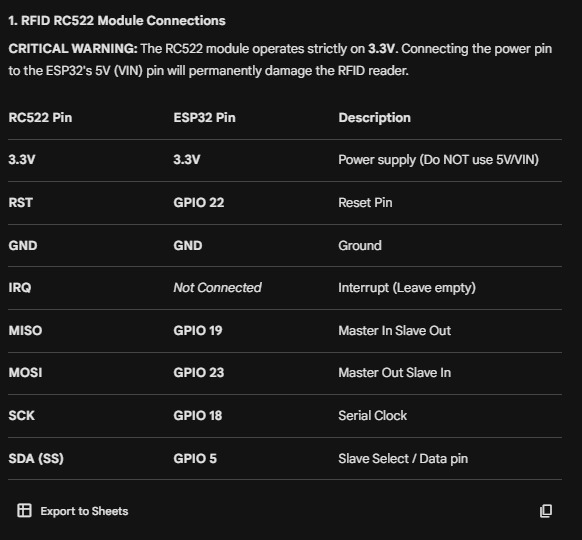 1. RFID RC522 Module Connections
CRITICAL WARNING: The RC522 module operates strictly on 3.3V. Connecting the power pin
to the ESP32's 5V (VIN) pin will permanently damage the RFID reader.
RC522 Pin ESP32 Pin Description
3.3V 3.3V Power supply (Do NOT use 5V/VIN)
RST GPIO 22 Reset Pin
GND GND Ground
IRQ Not Connected Interrupt (Leave empty)
MISO GPIO 19 Master In Slave Out
MOSI GPIO 23 Master Out Slave In
SCK GPIO 18 Serial Clock
SDA (SS) GPIO 5 Slave Select / Data pin
Export to Sheets